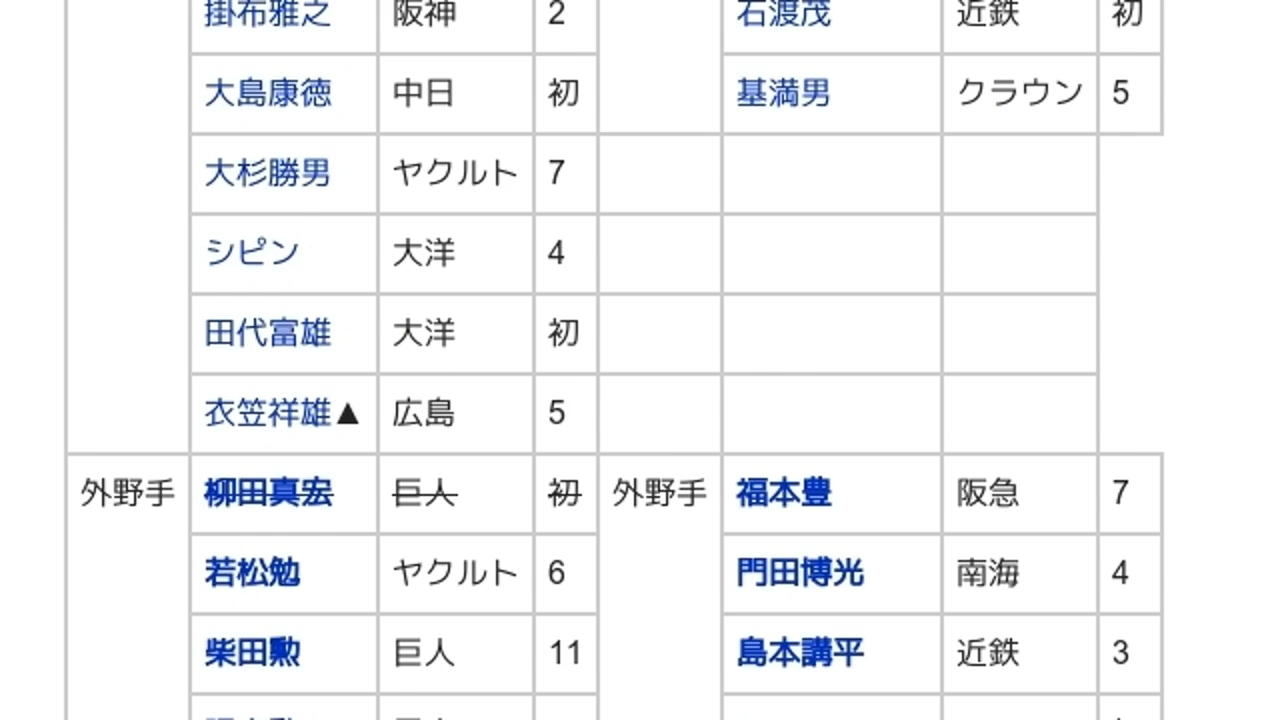 掛布雅之 阪神 2 石渡茂 近鉄 初
大島康徳 中日 初 基満男 クラウン 5
大杉勝男 ヤクルト 7
シピン 大洋 4
田代富雄 大洋 初
衣笠祥雄▲ 広島 5
外野手 柳田真宏 巨人 初 外野手 福本豊 阪急 7
若松勉 ヤクルト 6 門田博光 南海 4
柴田勲 巨人 11 島本講平 近鉄 3